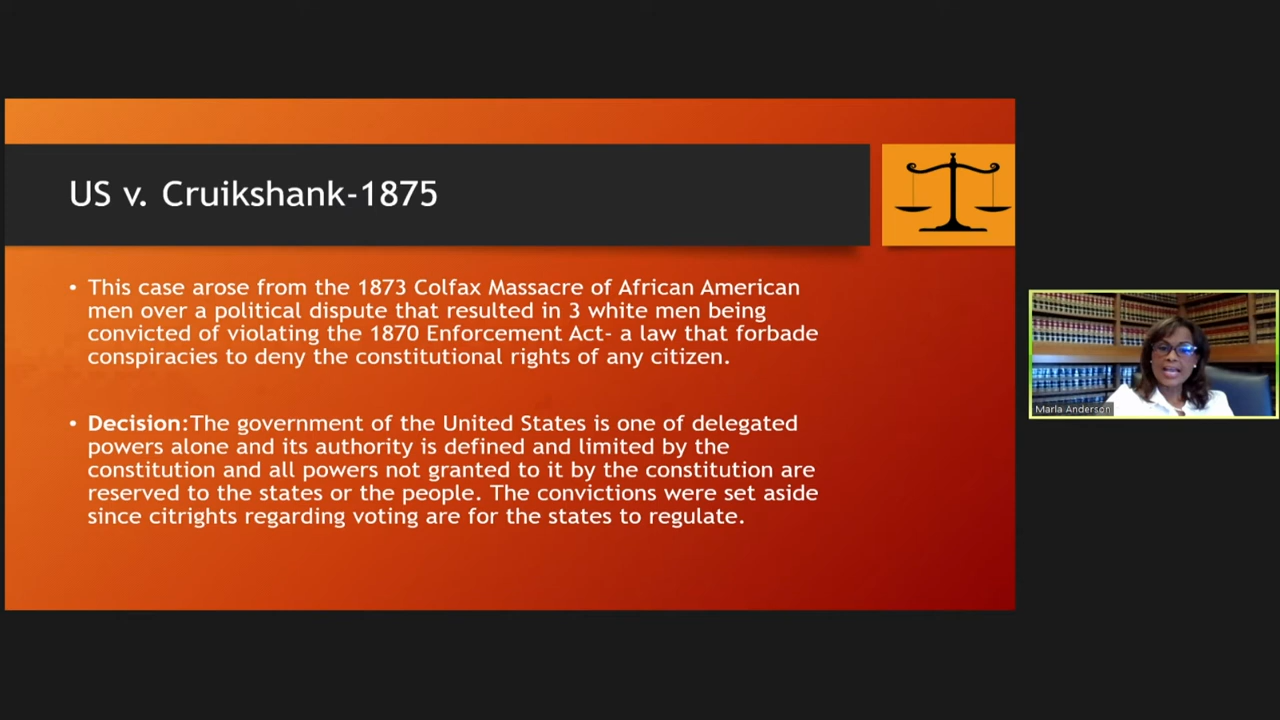 US v. Cruikshank-1875
• This case arose from the 1873 Colfax Massacre of African American
men over a political dispute that resulted in 3 white men being
convicted of violating the 1870 Enforcement Act- a law that forbade
conspiracies to deny the constitutional rights of any citizen.
• Decision:The government of the United States is one of delegated
powers alone and its authority is defined and limited by the
constitution and all powers not granted to it by the constitution are
reserved to the states or the people. The convictions were set aside
since citrights regarding voting are for the states to regulate.
Marla Anderson